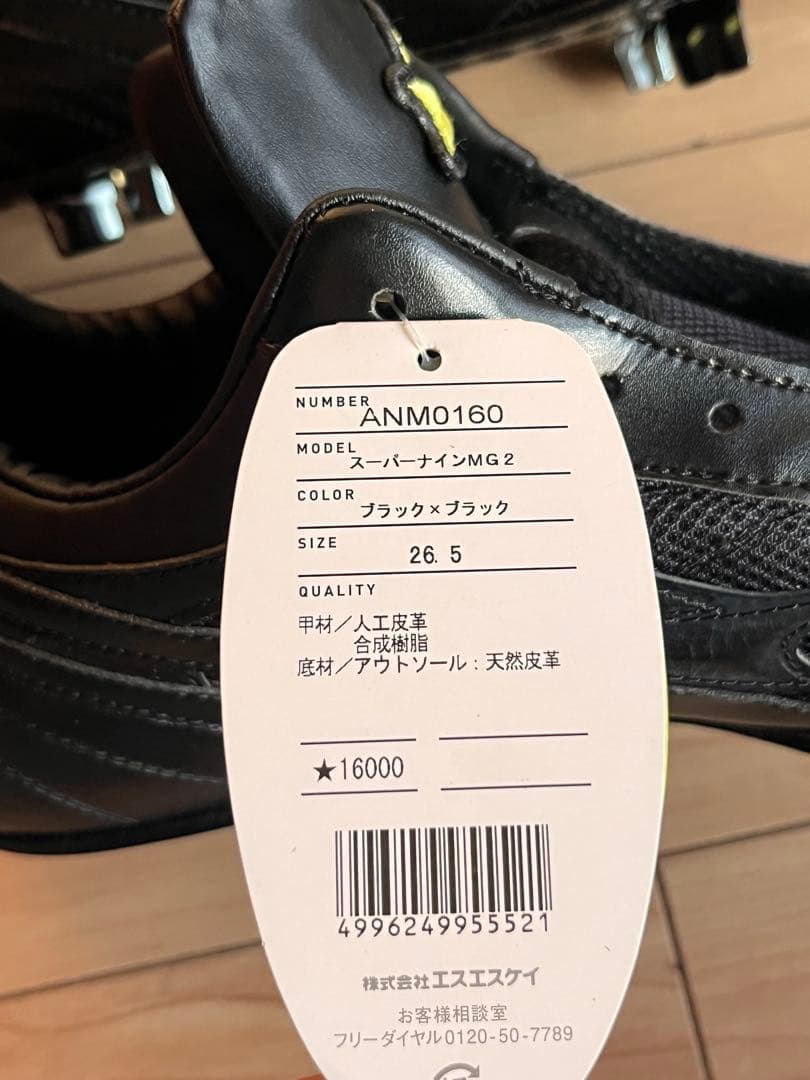 NUMBER
ANM0160
MODEL
スーパーナインMG2
COLOR
ブラック×ブラック
SIZE
26.5
QUALITY
甲材/人工皮革
合成樹脂
底材/アウトソール:天然皮革
★16000
4996249955521
株式会社エスエスケイ
お客様相談室
フリーダイヤル0120-50-7789